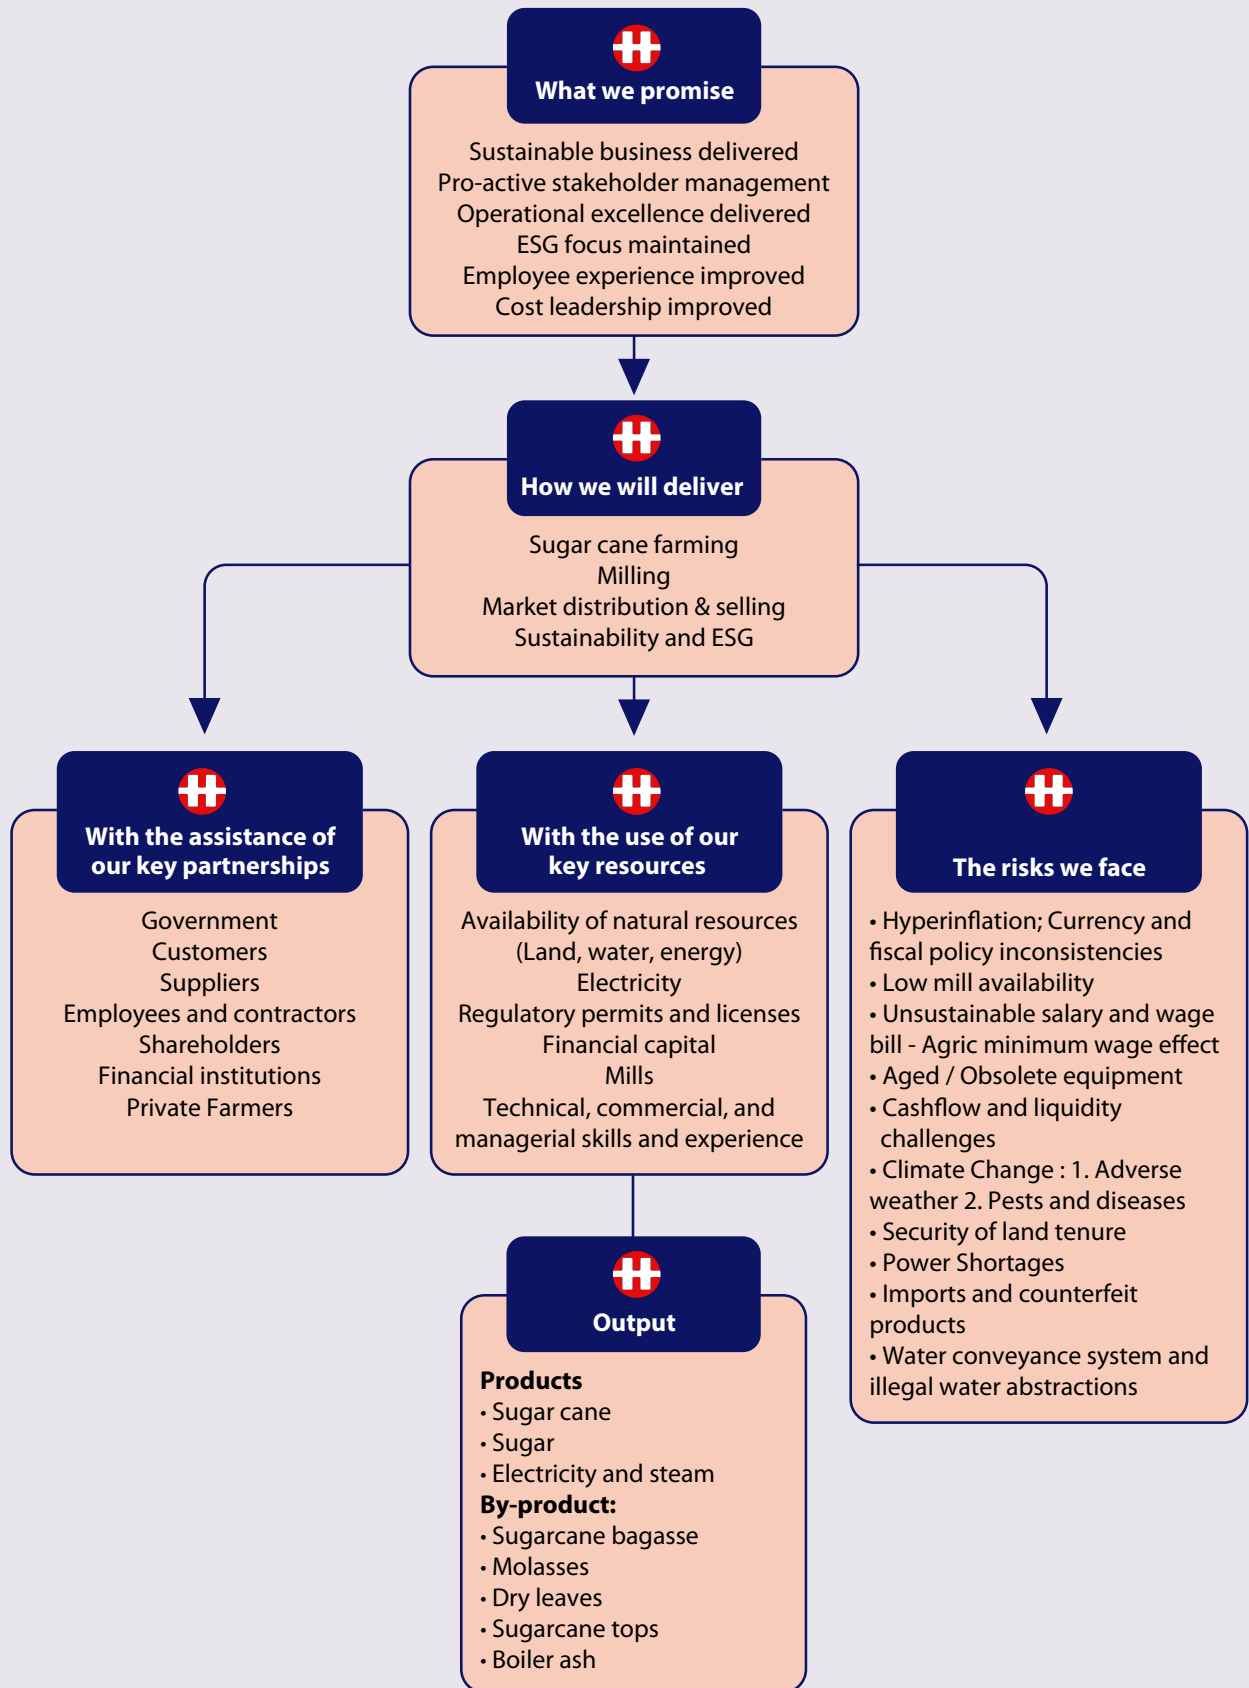 What we promise
Sustainable business delivered
Pro-active stakeholder management
Operational excellence delivered
ESG focus maintained
Employee experience improved
Cost leadership improved
How we will deliver
Sugar cane farming
Milling
Market distribution & selling
Sustainability and ESG
With the assistance of
our key partnerships
Government
Customers
Suppliers
Employees and contractors
Shareholders
Financial institutions
Private Farmers
With the use of our
key resources
Availability of natural resources
(Land, water, energy)
Electricity
Regulatory permits and licenses
Financial capital
Mills
Technical, commercial, and
managerial skills and experience
The risks we face
• Hyperinflation; Currency and
fiscal policy inconsistencies
• Low mill availability
• Unsustainable salary and wage
bill - Agric minimum wage effect
• Aged / Obsolete equipment
• Cashflow and liquidity
challenges
• Climate Change : 1. Adverse
weather 2. Pests and diseases
• Security of land tenure
• Power Shortages
• Imports and counterfeit
products
• Water conveyance system and
illegal water abstractions
Output
Products
• Sugar cane
• Sugar
• Electricity and steam
By-product:
• Sugarcane bagasse
• Molasses
• Dry leaves
• Sugarcane tops
• Boiler ash